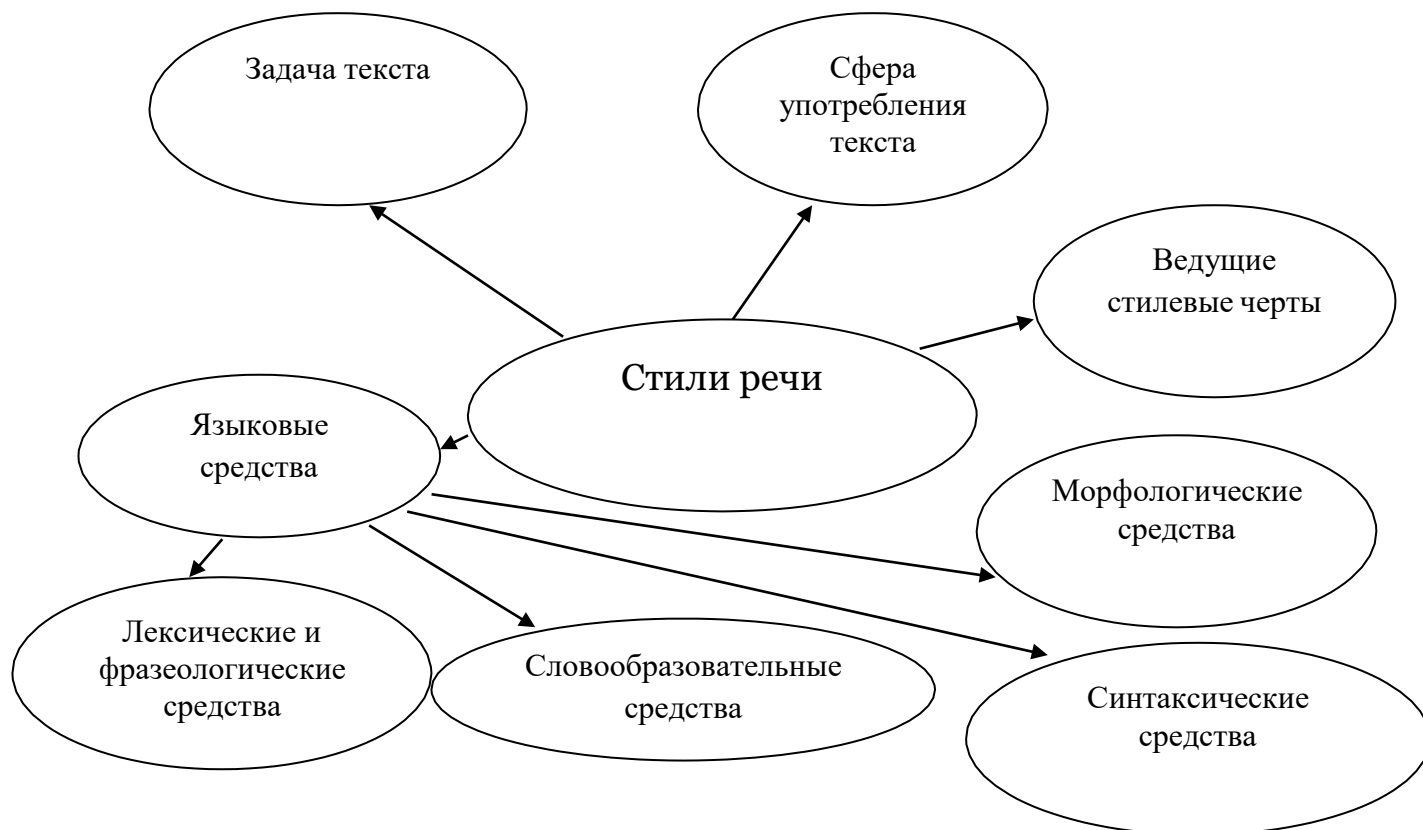 Задача текста
Сфера
употребления
текста
Ведущие
стилевые черты
Стили речи
Языковые
средства
Морфологические
средства
Лексические и
фразеологические
средства
Словообразовательные
средства
Синтаксические
средства